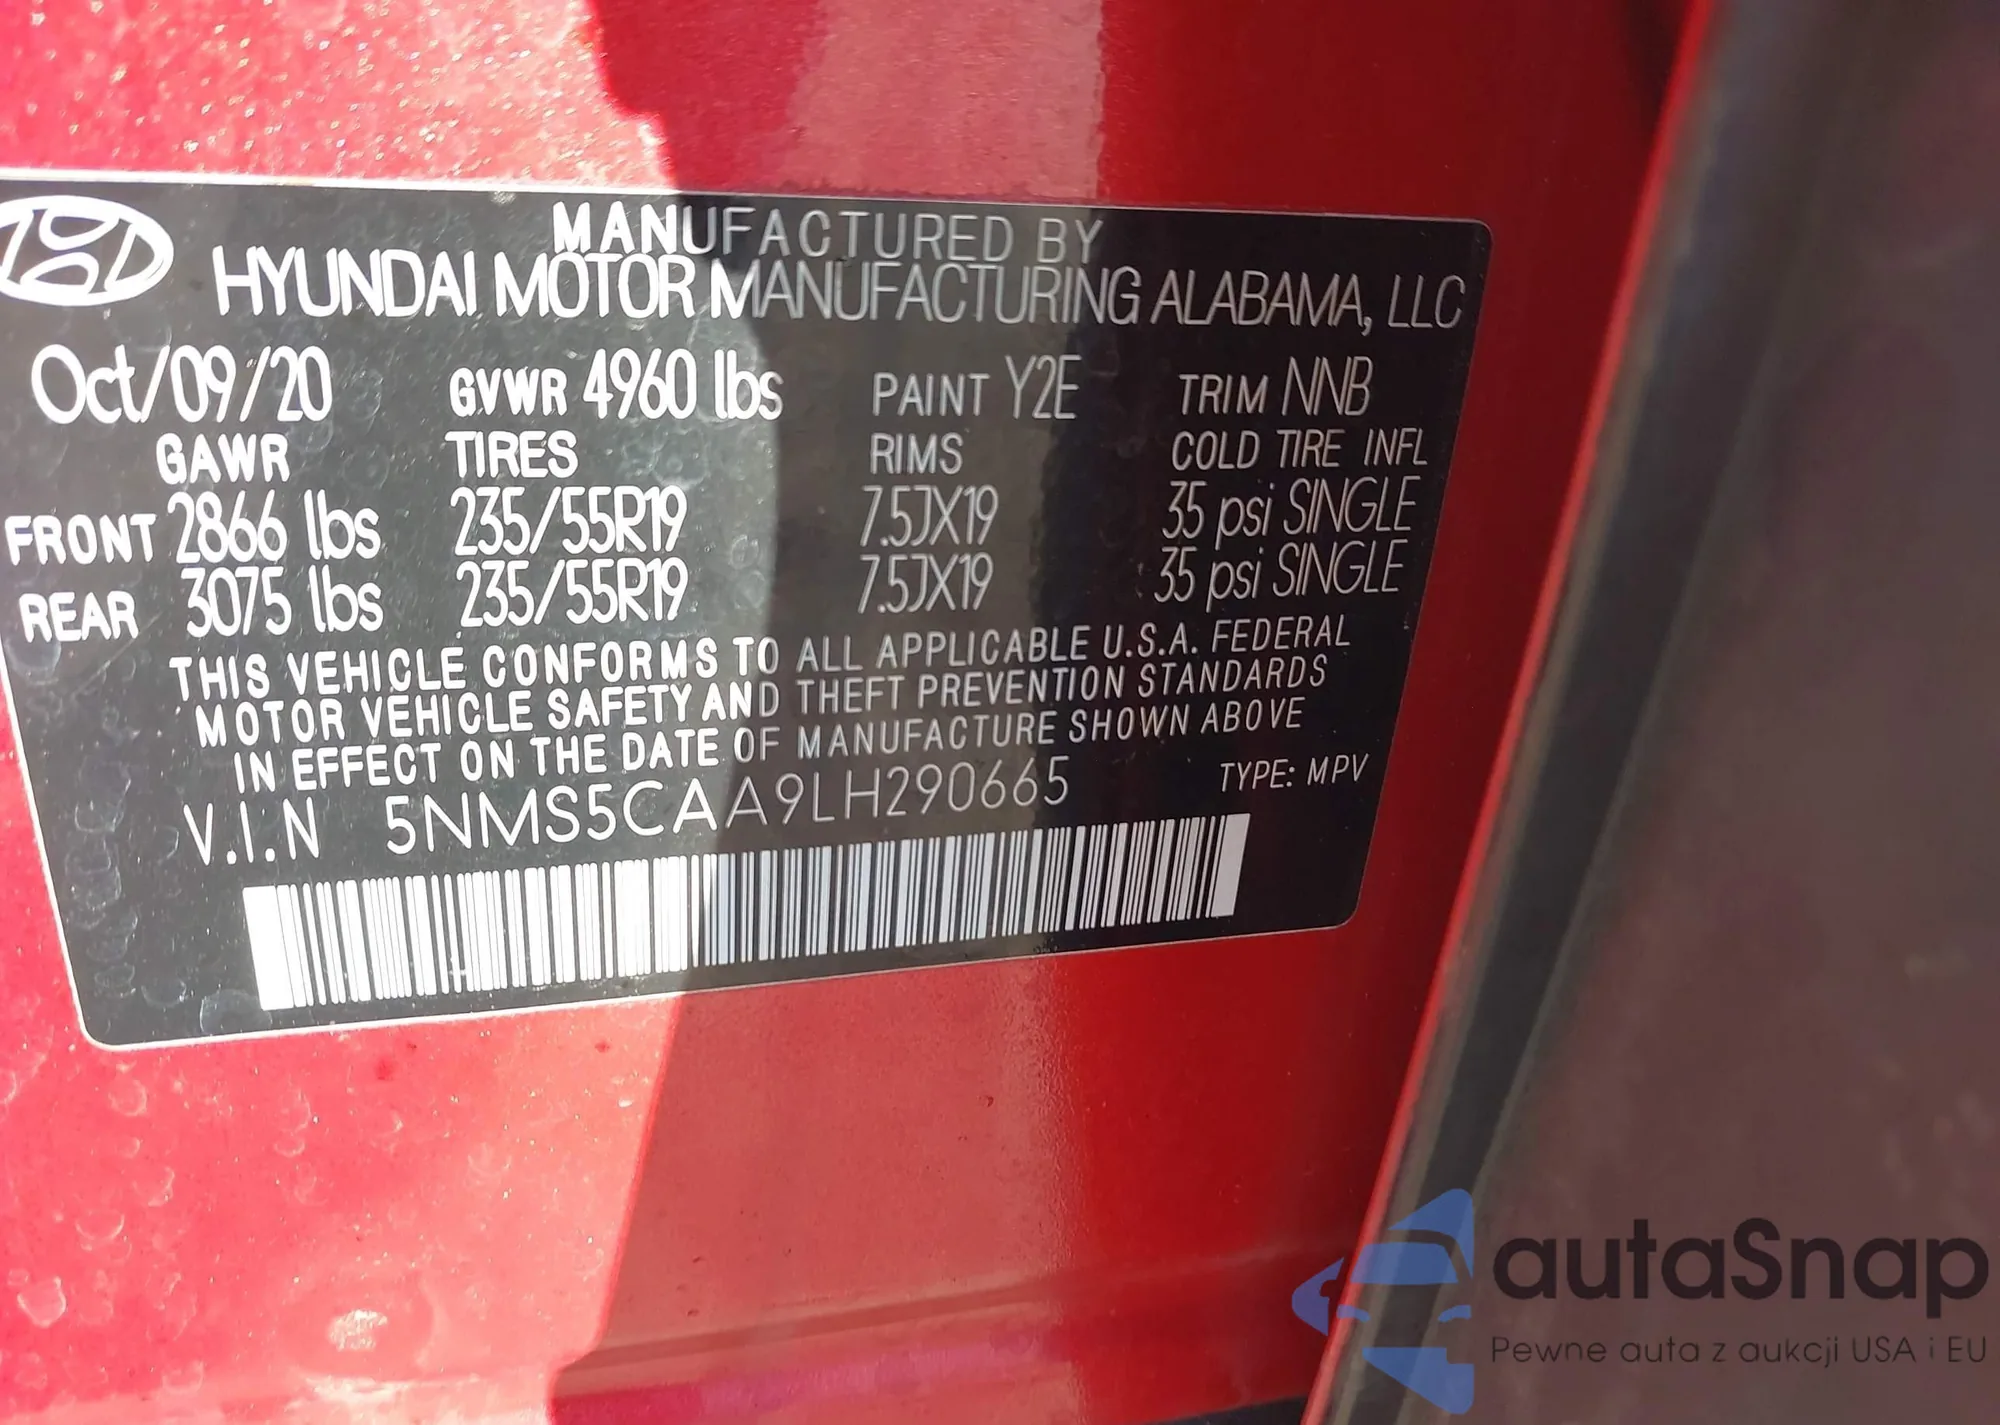 MANUFACTURED BY
HYUNDAI MOTOR MANUFACTURING ALABAMA, LLC
Oct/09/20 GVWR 4960 lbs PAINT Y2E TRIM NNB
GAWR TIRES RIMS COLD TIRE INFL
FRONT 2866 lbs 235/55R19 7.5JX19 35 psi SINGLE
REAR 3075 lbs 235/55R19 7.5JX19 35 psi SINGLE
THIS VEHICLE CONFORMS TO ALL APPLICABLE U.S.A. FEDERAL
MOTOR VEHICLE SAFETY AND THEFT PREVENTION STANDARDS
IN EFFECT ON THE DATE OF MANUFACTURE SHOWN ABOVE
V.I.N 5NMS5CAA9LH290665 TYPE: MPV
autaSnap
Pewne auta z aukcji USA i EU